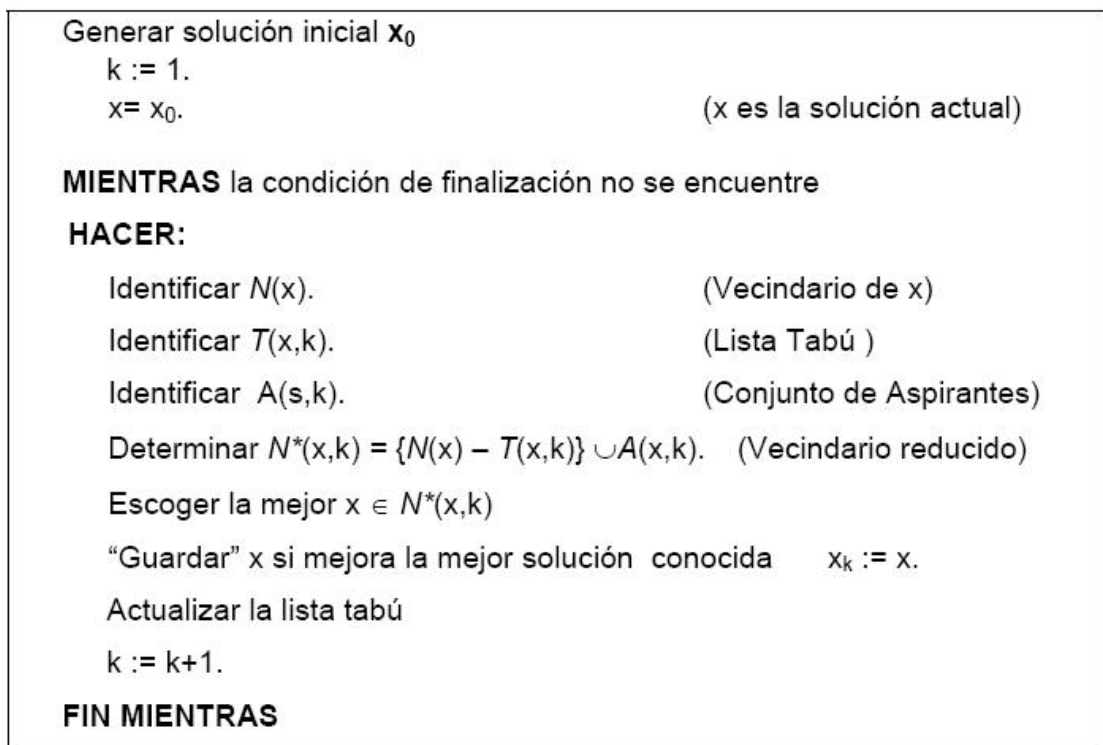 Generar solución inicial x₀
k := 1.
x= x₀. (x es la solución actual)
MIENTRAS la condición de finalización no se encuentre
HACER:
Identificar N(x). (Vecindario de x)
Identificar T(x,k). (Lista Tabú )
Identificar A(s,k). (Conjunto de Aspirantes)
Determinar N*(x,k) = {N(x) – T(x,k)} ∪A(x,k). (Vecindario reducido)
Escoger la mejor x ∈ N*(x,k)
“Guardar” x si mejora la mejor solución conocida xₖ := x.
Actualizar la lista tabú
k := k+1.
FIN MIENTRAS